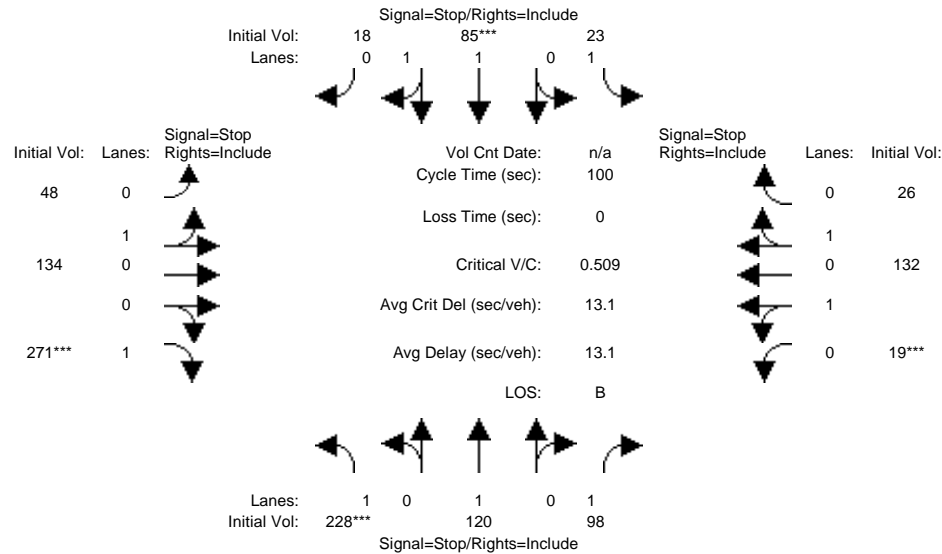 Signal=Stop/Rights=Include
Initial Vol: 18 85*** 23
Lanes: 0 1 1 0 1
Signal=Stop
Initial Vol: Lanes: Rights=Include
Vol Cnt Date: n/a
Signal=Stop
Rights=Include Lanes: Initial Vol:
Cycle Time (sec): 100
48 0
0 26
Loss Time (sec): 0
1
1
134 0
Critical V/C: 0.509
0 132
0
Avg Crit Del (sec/veh): 13.1
1
271*** 1
Avg Delay (sec/veh): 13.1
0 19***
LOS: B
Lanes: 1 0 1 0 1
Initial Vol: 228*** 120 98
Signal=Stop/Rights=Include